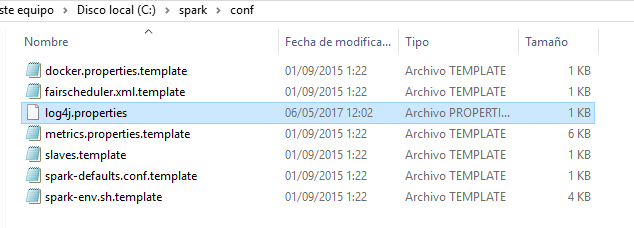 ste equipo > Disco local (C:) > spark > conf
Nombre Fecha de modifica... Tipo Tamaño
docker.properties.template 01/09/2015 1:22 Archivo TEMPLATE 1 KB
fairscheduler.xml.template 01/09/2015 1:22 Archivo TEMPLATE 1 KB
log4j.properties 06/05/2017 12:02 Archivo PROPERTI... 1 KB
metrics.properties.template 01/09/2015 1:22 Archivo TEMPLATE 6 KB
slaves.template 01/09/2015 1:22 Archivo TEMPLATE 1 KB
spark-defaults.conf.template 01/09/2015 1:22 Archivo TEMPLATE 1 KB
spark-env.sh.template 01/09/2015 1:22 Archivo TEMPLATE 4 KB